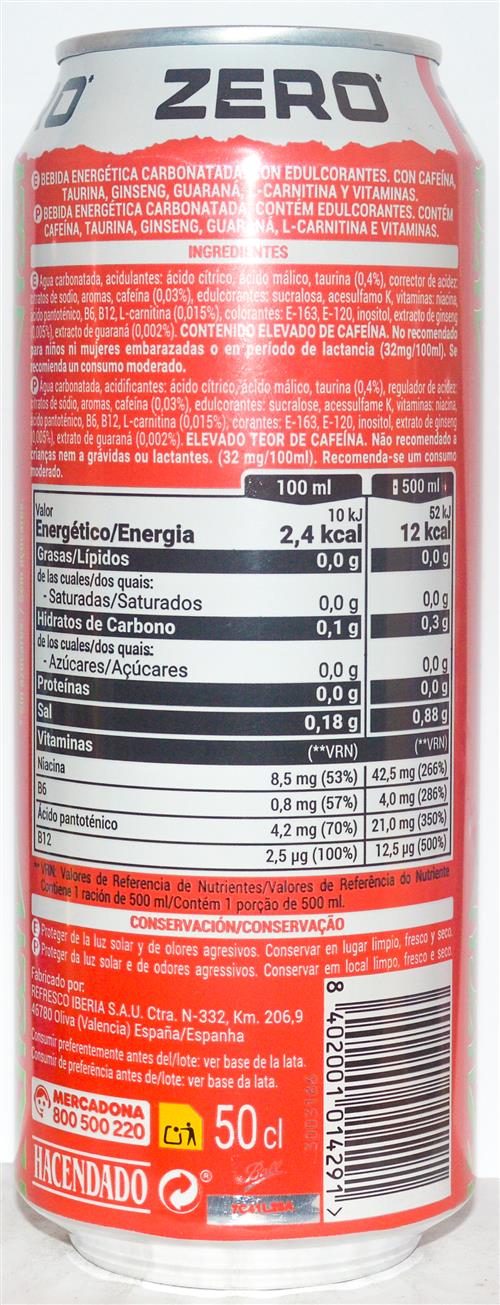 ZERO*
E BEBIDA ENERGÉTICA CARBONATADA CON EDULCORANTES. CON CAFEÍNA,
TAURINA, GINSENG, GUARANÁ, L-CARNITINA Y VITAMINAS.
P BEBIDA ENERGÉTICA CARBONATADA CONTÉM EDULCORANTES. CONTÉM
CAFEÍNA, TAURINA, GINSENG, GUARANÁ, L-CARNITINA E VITAMINAS.
INGREDIENTES
E Agua carbonatada, acidulantes: ácido cítrico, ácido málico, taurina (0,4%), corrector de acidez:
citratos de sodio, aromas, cafeína (0,03%), edulcorantes: sucralosa, acesulfamo K, vitaminas: niacina,
ácido pantoténico, B6, B12, L-carnitina (0,015%), colorantes: E-163, E-120, inositol, extracto de ginseng
(0,005%), extracto de guaraná (0,002%). CONTENIDO ELEVADO DE CAFEÍNA. No recomendado
para niños ni mujeres embarazadas o en período de lactancia (32mg/100ml). Se
recomienda un consumo moderado.
P Água carbonatada, acidificantes: ácido cítrico, ácido málico, taurina (0,4%), regulador de acidez:
citratos de sódio, aromas, cafeína (0,03%), edulcorantes: sucralose, acessulfame K, vitaminas: niacina,
ácido pantoténico, B6, B12, L-carnitina (0,015%), corantes: E-163, E-120, inositol, extrato de ginseng
(0,005%), extrato de guaraná (0,002%). ELEVADO TEOR DE CAFEÍNA. Não recomendado a
crianças nem a grávidas ou lactantes. (32 mg/100ml). Recomenda-se um consumo
moderado.
100 ml 500 ml
Valor 10 kJ 52 kJ
Energético/Energia 2,4 kcal 12 kcal
Grasas/Lípidos 0,0 g 0,0 g
de las cuales/dos quais:
- Saturadas/Saturados 0,0 g 0,0 g
Hidratos de Carbono 0,1 g 0,3 g
de los cuales/dos quais:
- Azúcares/Açúcares 0,0 g 0,0 g
Proteínas 0,0 g 0,0 g
Sal 0,18 g 0,88 g
Vitaminas (**VRN) (**VRN)
Niacina 8,5 mg (53%) 42,5 mg (266%)
B6 0,8 mg (57%) 4,0 mg (286%)
Ácido pantoténico 4,2 mg (70%) 21,0 mg (350%)
B12 2,5 µg (100%) 12,5 µg (500%)
** VRN: Valores de Referencia de Nutrientes/Valores de Referência do Nutriente
Contiene 1 ración de 500 ml/Contém 1 porção de 500 ml.
CONSERVACIÓN/CONSERVAÇÃO
E Proteger de la luz solar y de olores agresivos. Conservar en lugar limpio, fresco y seco.
P Proteger da luz solar e de odores agressivos. Conservar em local limpo, fresco e seco.
Fabricado por:
REFRESCO IBERIA S.A.U. Ctra. N-332, Km. 206,9
46780 Oliva (Valencia) España/Espanha
Consumir preferentemente antes del/lote: ver base de la lata.
Consumir de preferência antes de/lote: ver base da lata.
MERCADONA
800 500 220
50 cl
HACENDADO ®
Ball
8 402001 014291 >